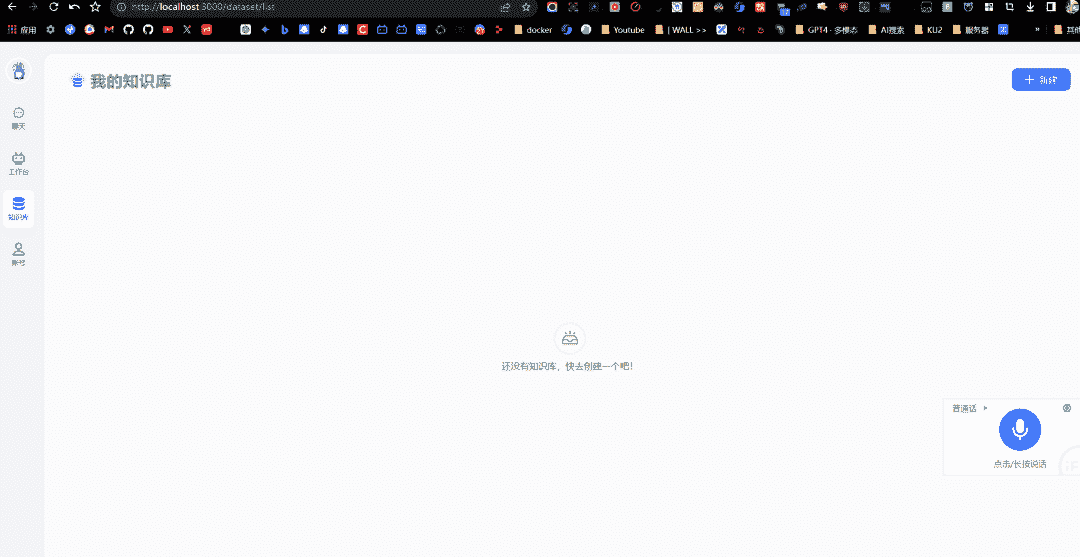 http://localhost:3000/dataset/list
应用
docker
Youtube
| WALL >>
GPT4 - 多模态
AI搜索
KU2
服务器
»
我的知识库
+ 新建
聊天
工作台
知识库
账号
还没有知识库，快去创建一个吧！
普通话
点击/长按说话